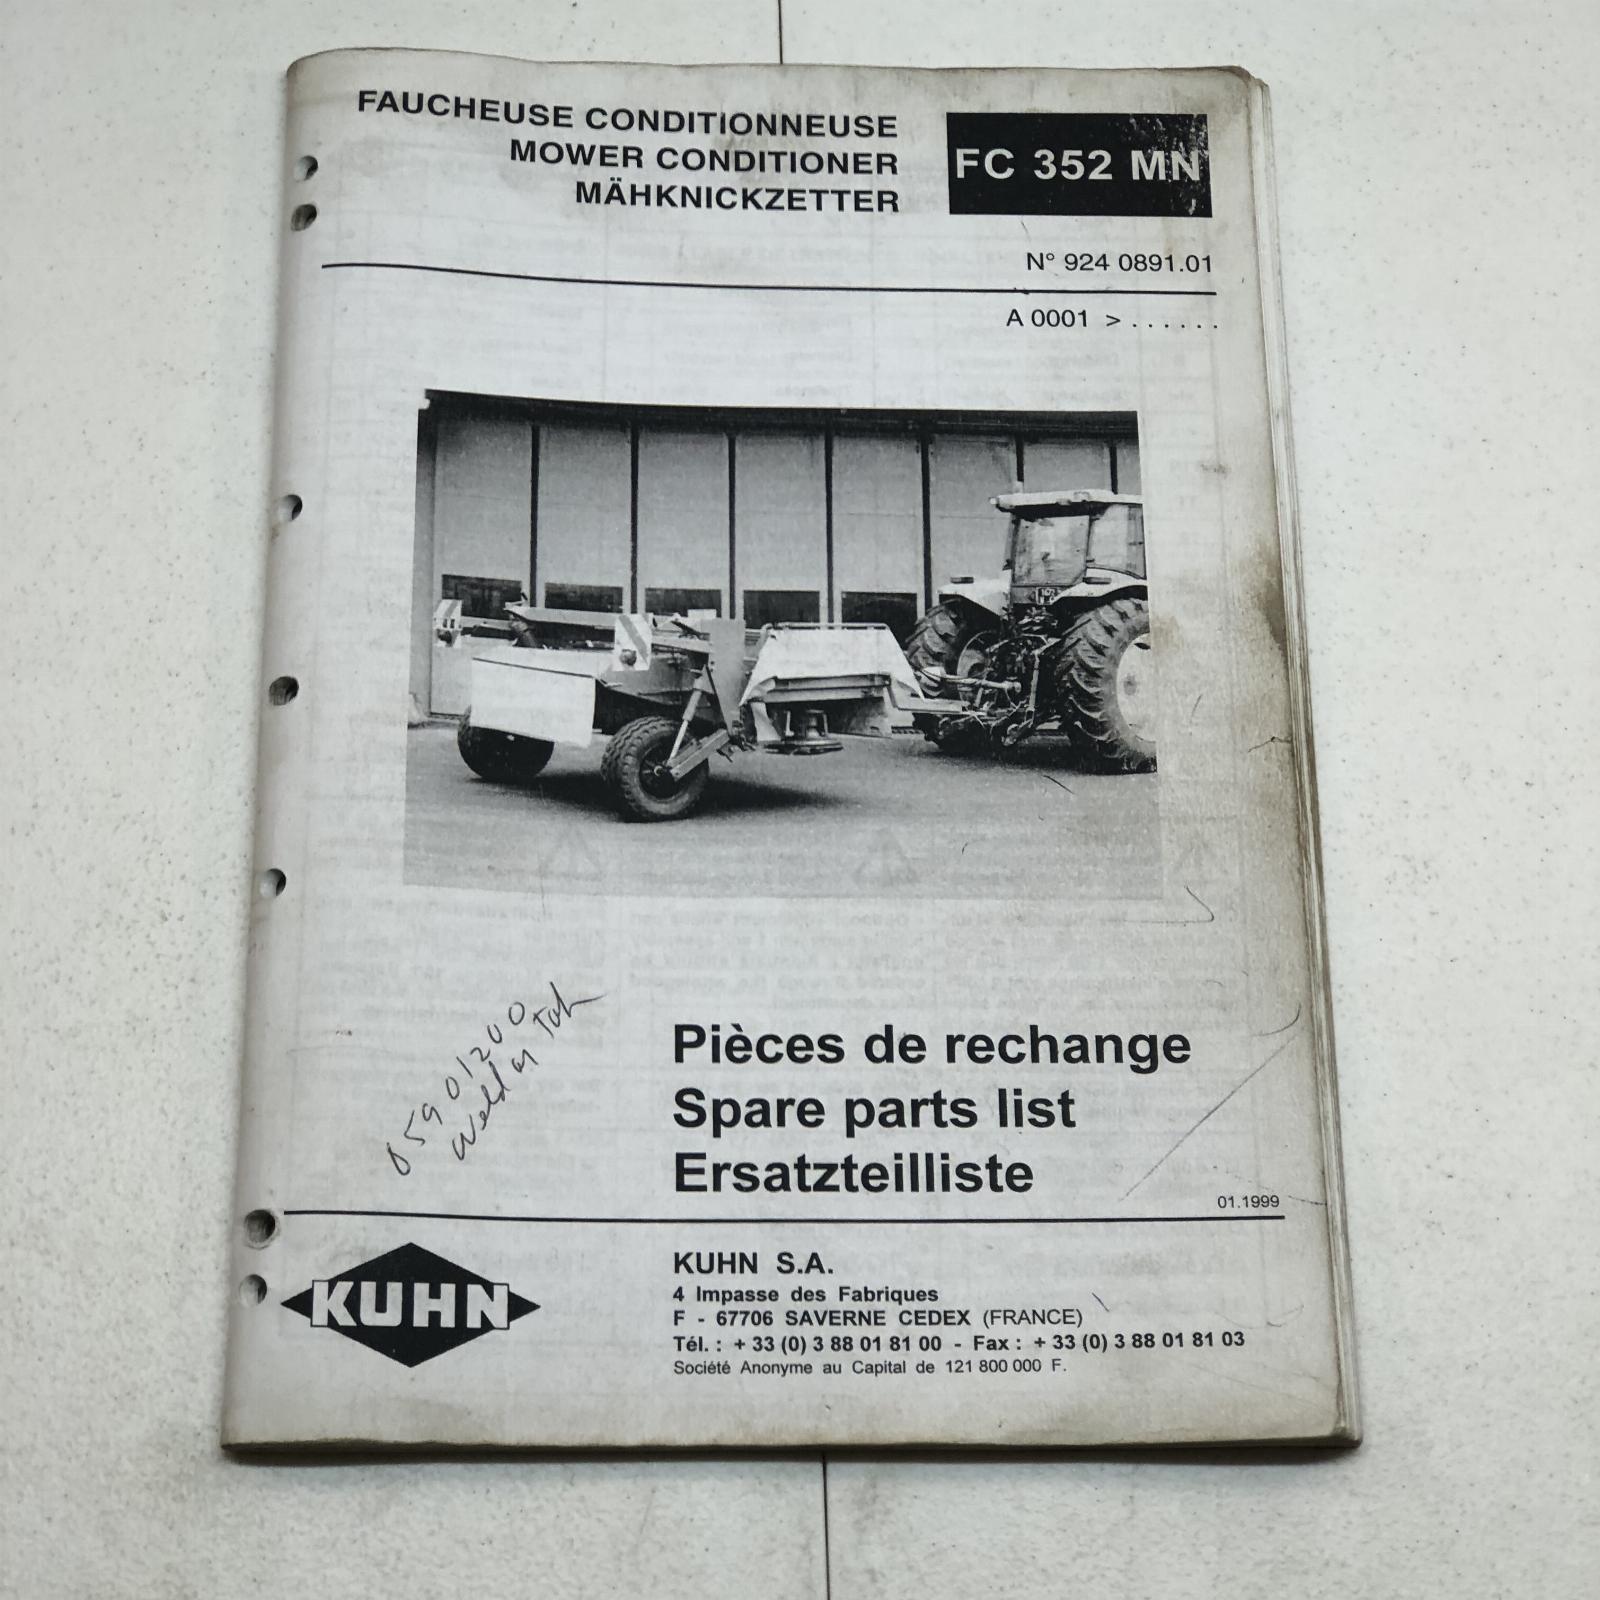 FAUCHEUSE CONDITIONNEUSE
MOWER CONDITIONER
MÄHKNICKZETTER
FC 352 MN
N° 924 0891.01
A 0001 > . . . . . .
05901200
Weld on
Pièces de rechange
Spare parts list
Ersatzteilliste
01.1999
KUHN
KUHN S.A.
4 Impasse des Fabriques
F - 67706 SAVERNE CEDEX (FRANCE)
Tél. : + 33 (0) 3 88 01 81 00 - Fax : + 33 (0) 3 88 01 81 03
Société Anonyme au Capital de 121 800 000 F.